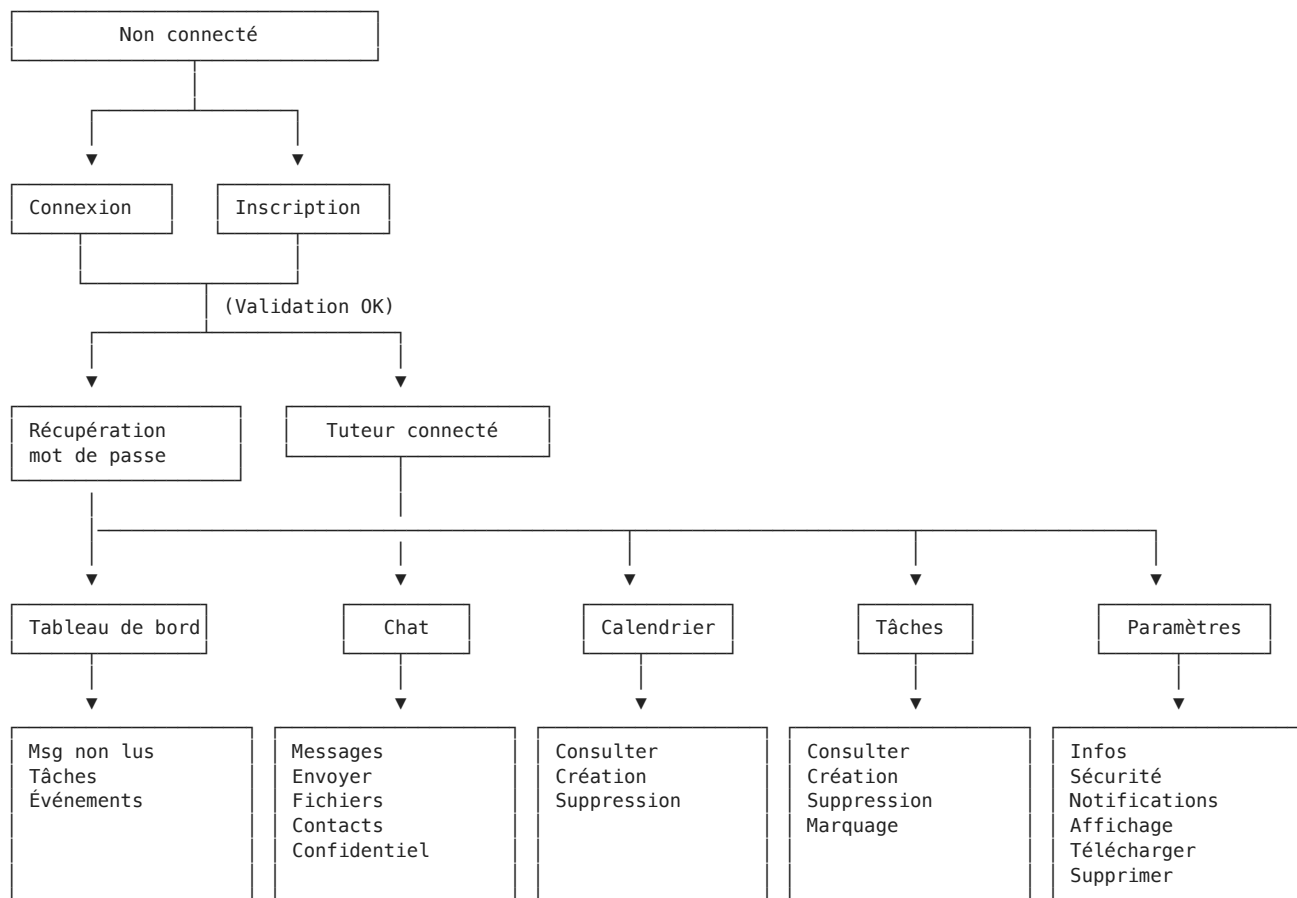 Non connecté
Connexion
Inscription
(Validation OK)
Récupération
mot de passe
Tuteur connecté
Tableau de bord
Chat
Calendrier
Tâches
Paramètres
Msg non lus
Tâches
Événements
Messages
Envoyer
Fichiers
Contacts
Confidentiel
Consulter
Création
Suppression
Consulter
Création
Suppression
Marquage
Infos
Sécurité
Notifications
Affichage
Télécharger
Supprimer